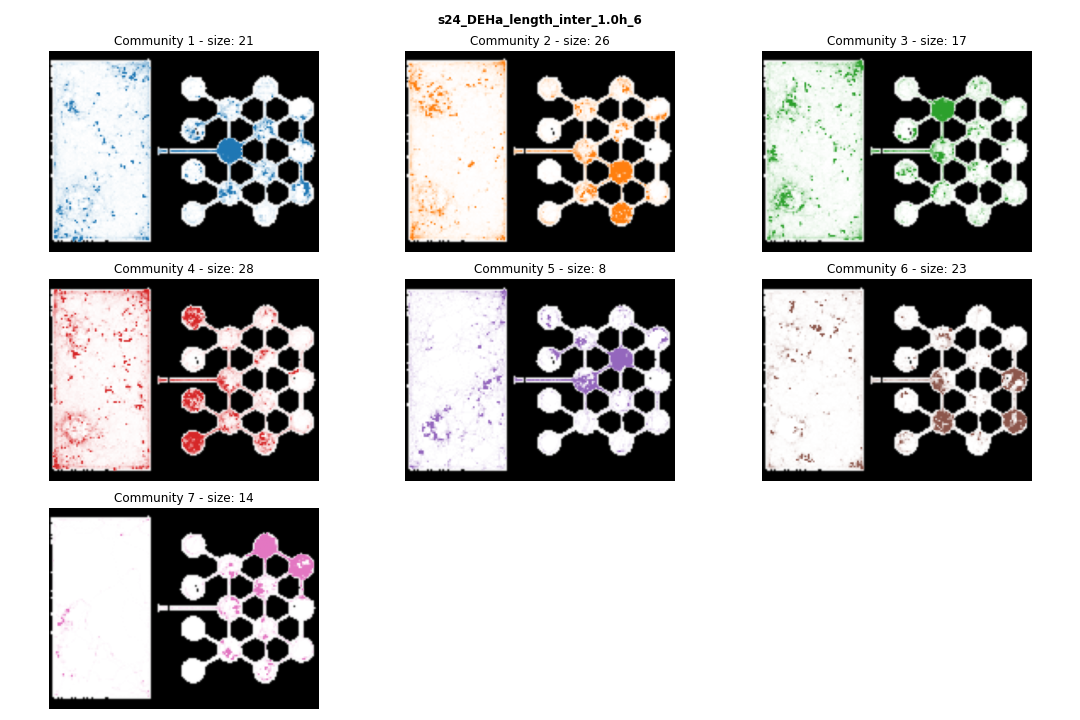 s24_DEHa_length_inter_1.0h_6
Community 1 - size: 21
Community 2 - size: 26
Community 3 - size: 17
Community 4 - size: 28
Community 5 - size: 8
Community 6 - size: 23
Community 7 - size: 14